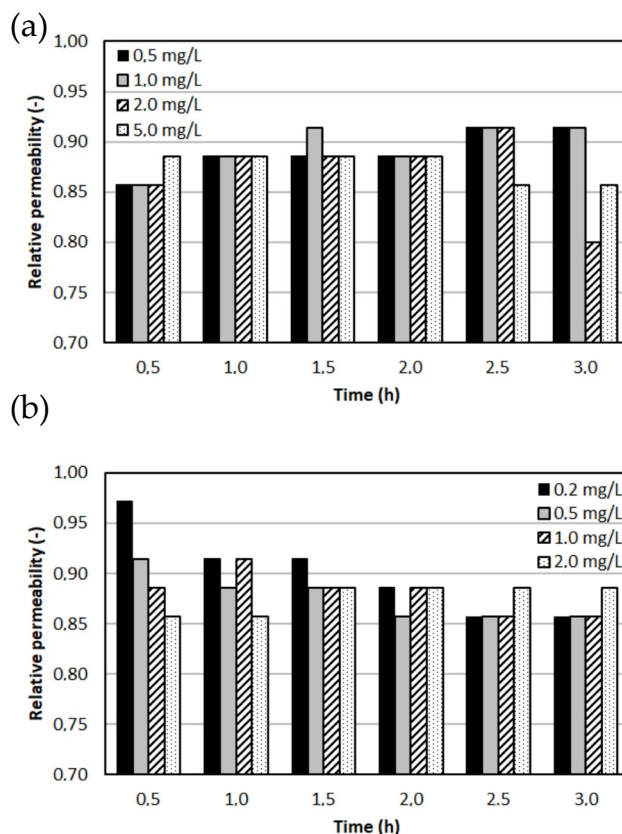 (a)
1.00
0.95
0.90
0.85
0.80
0.75
0.70
Relative permeability (-)
0,5 mg/L
1,0 mg/L
2.0 mg/L
5,0 mg/L
0,5 1,0 1,5 2,0 2.5 3.0
Time (h)
(b)
1.00
0.95
0.90
0.85
0.80
0.75
0.70
Relative permeability (-)
0.2 mg/L
0.5 mg/L
1.0 mg/L
2,0 mg/L
0,5 1,0 1.5 2,0 2.5 3.0
Time (h)